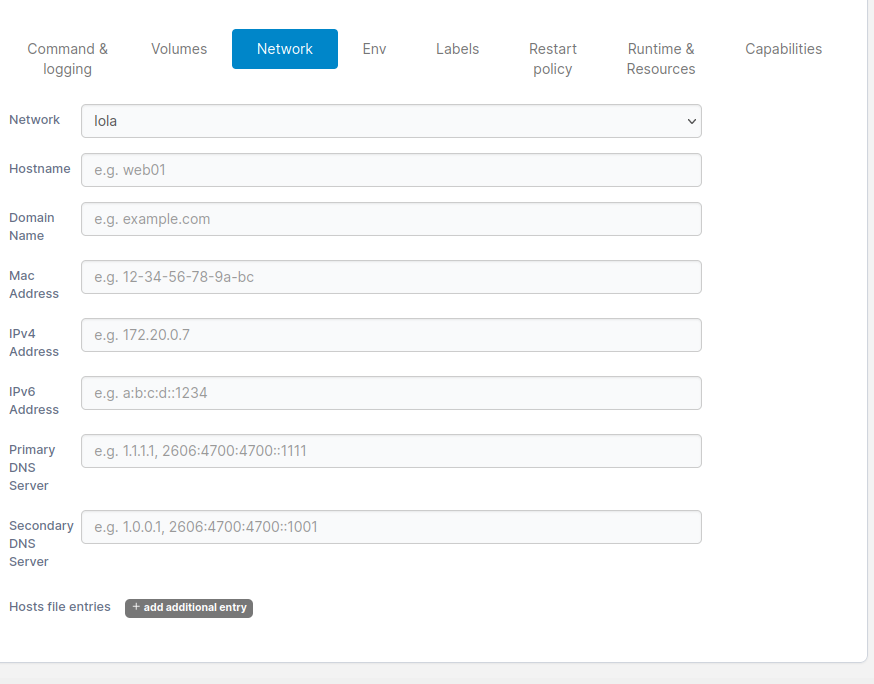 Command &
logging
Volumes
Network
Env
Labels
Restart
policy
Runtime &
Resources
Capabilities
Network
lola
Hostname
e.g. web01
Domain
Name
e.g. example.com
Mac
Address
e.g. 12-34-56-78-9a-bc
IPv4
Address
e.g. 172.20.0.7
IPv6
Address
e.g. a:b:c:d::1234
Primary
DNS
Server
e.g. 1.1.1.1, 2606:4700:4700::1111
Secondary
DNS
Server
e.g. 1.0.0.1, 2606:4700:4700::1001
Hosts file entries
+ add additional entry